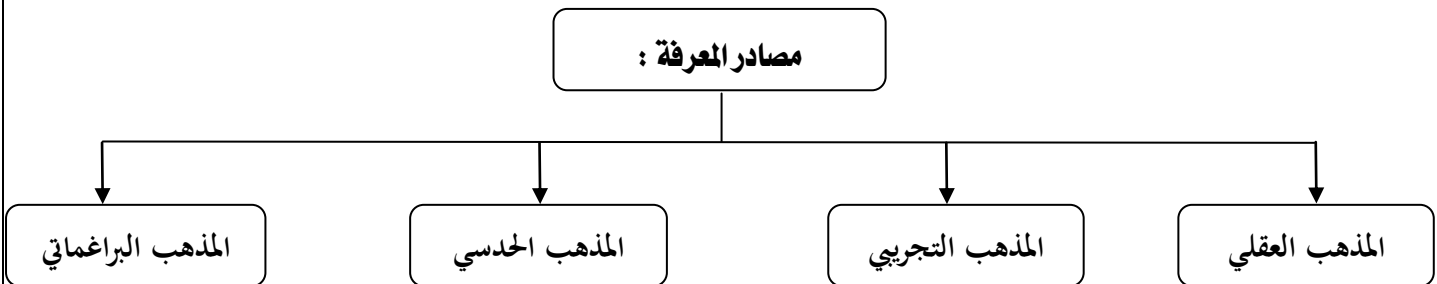 مصادر المعرفة :
المذهب العقلي
المذهب التجريبي
المذهب الحدسي
المذهب البراغماتي